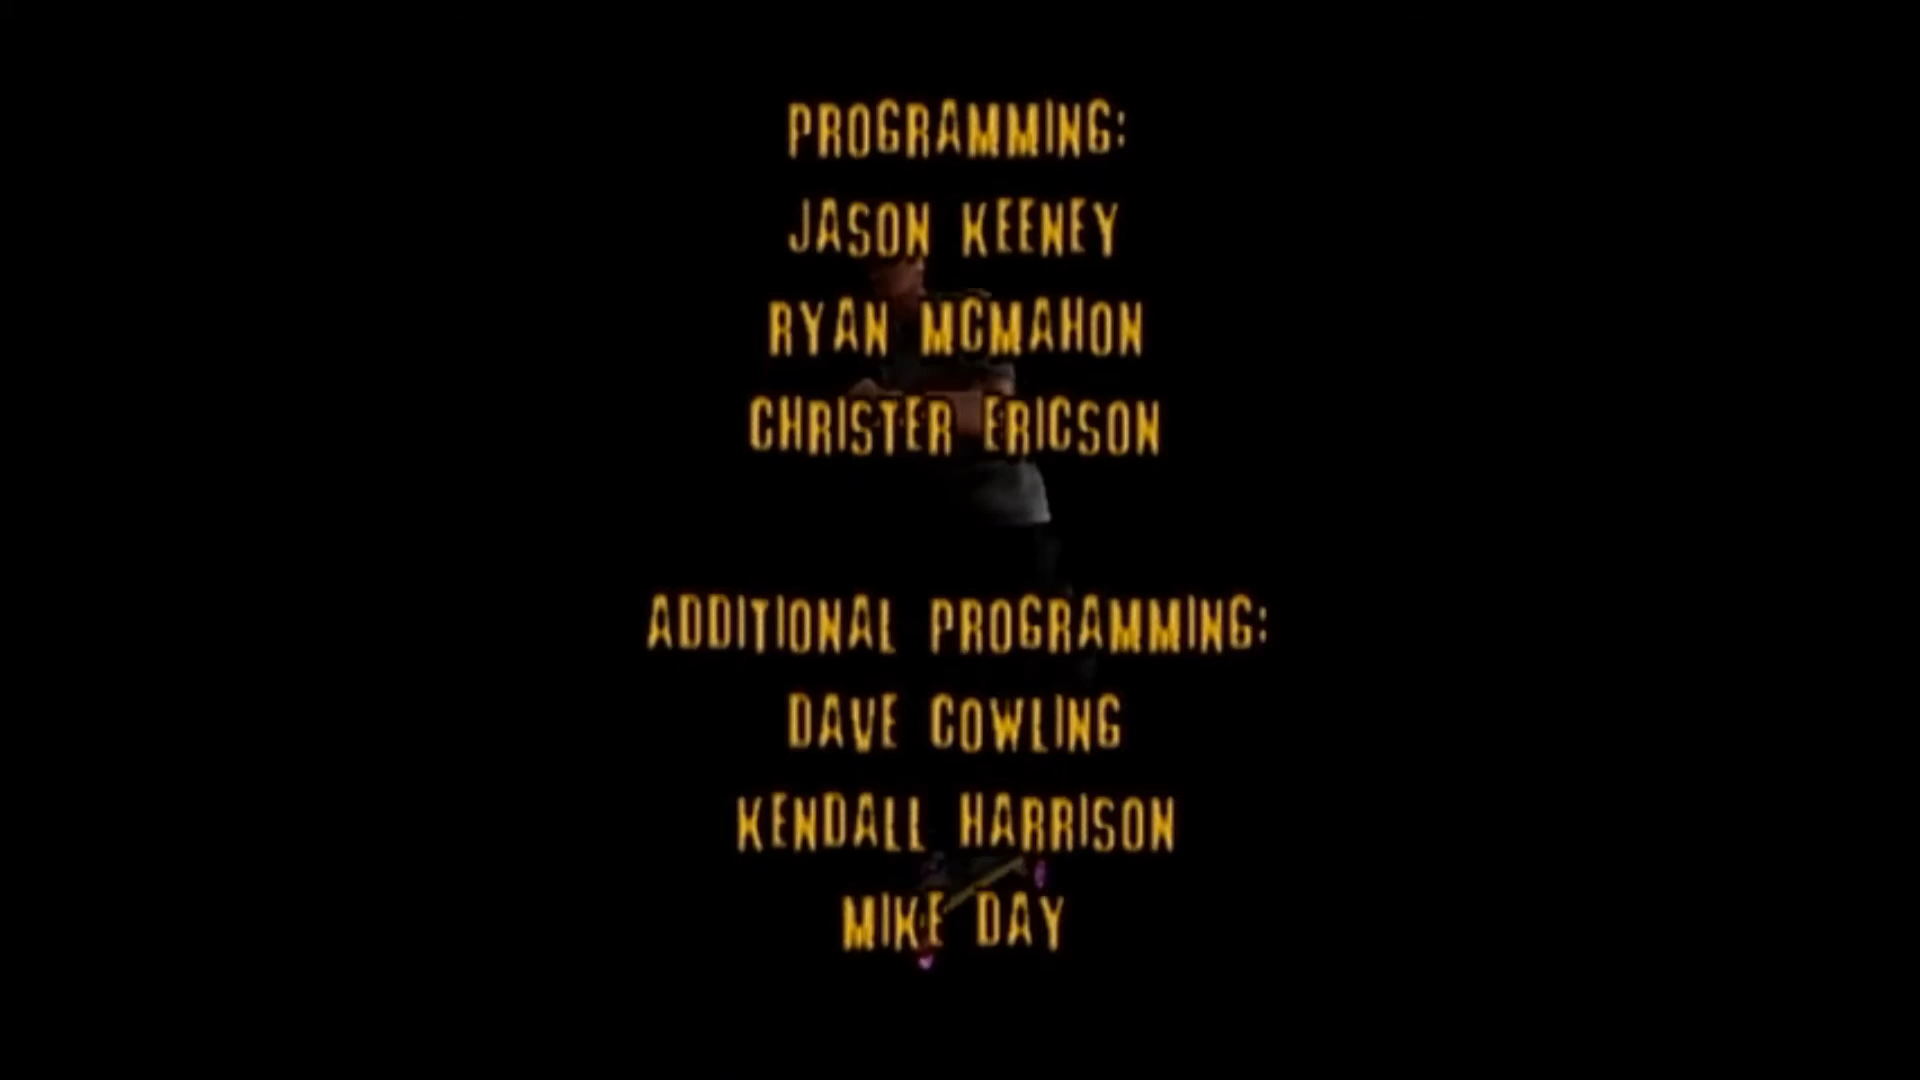 PROGRAMMING:
JASON KEENEY
RYAN MCMAHON
CHRISTER ERICSON
ADDITIONAL PROGRAMMING:
DAVE COWLING
KENDALL HARRISON
MIKE DAY